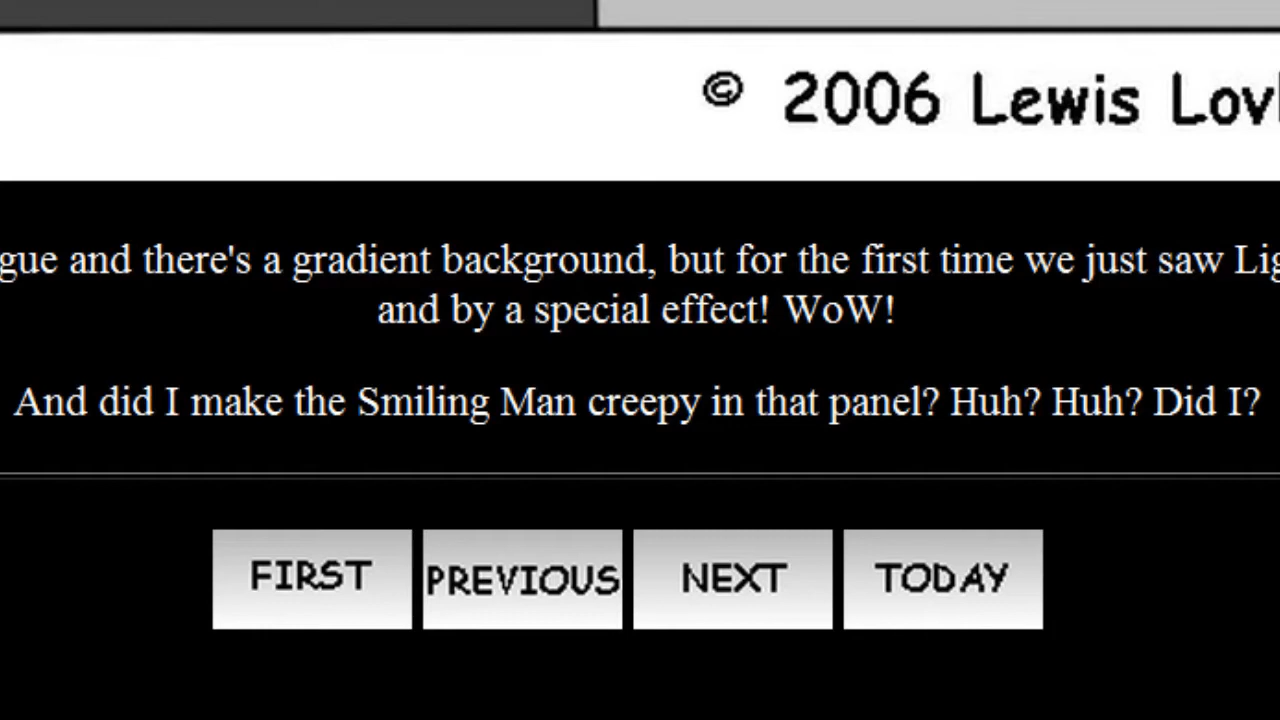 © 2006 Lewis
and there's a gradient background, but for the first time we just saw
and by a special effect! WoW!
And did I make the Smiling Man creepy in that panel? Huh? Huh? Did I?
FIRST PREVIOUS NEXT TODAY